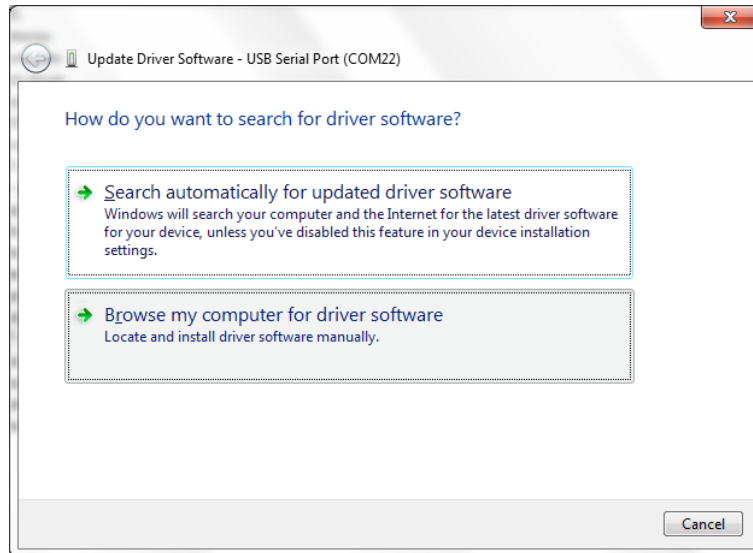 Update Driver Software - USB Serial Port (COM22)
How do you want to search for driver software?
Search automatically for updated driver software
Windows will search your computer and the Internet for the latest driver software
for your device, unless you've disabled this feature in your device installation
settings.
Browse my computer for driver software
Locate and install driver software manually.
Cancel